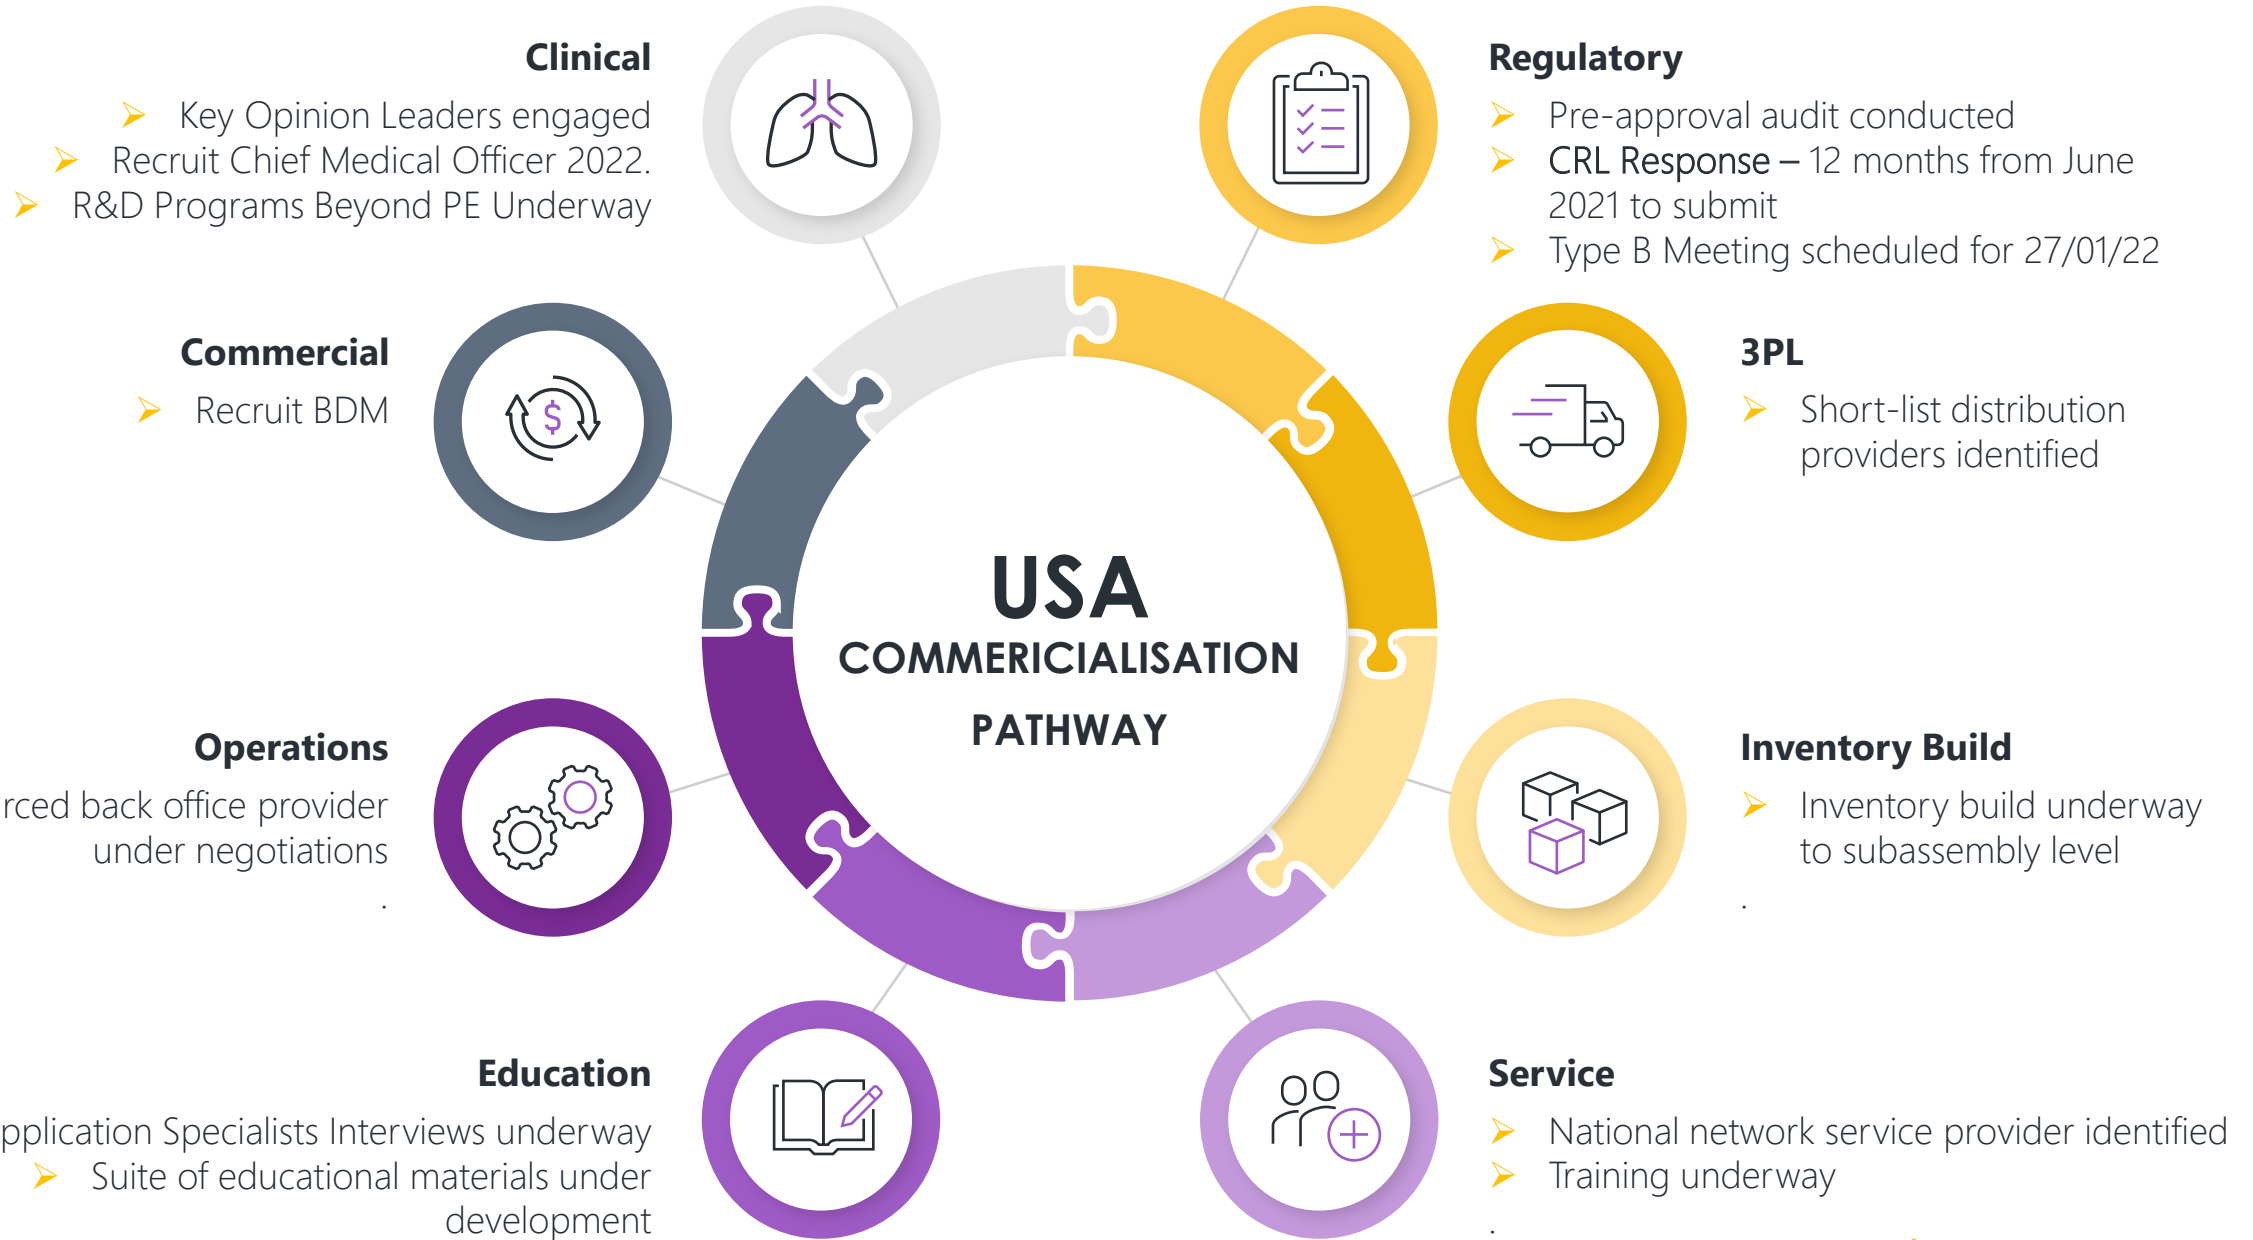 Clinical
Key Opinion Leaders engaged
Recruit Chief Medical Officer 2022.
R&D Programs Beyond PE Underway
Regulatory
Pre-approval audit conducted
CRL Response – 12 months from June
2021 to submit
Type B Meeting scheduled for 27/01/22
Commercial
Recruit BDM
$
3PL
Short-list distribution
providers identified
USA
COMMERICIALISATION
PATHWAY
Operations
back office provider
under negotiations
.
Inventory Build
Inventory build underway
to subassembly level
.
Education
Specialists Interviews underway
Suite of educational materials under
development
Service
National network service provider identified
Training underway
.